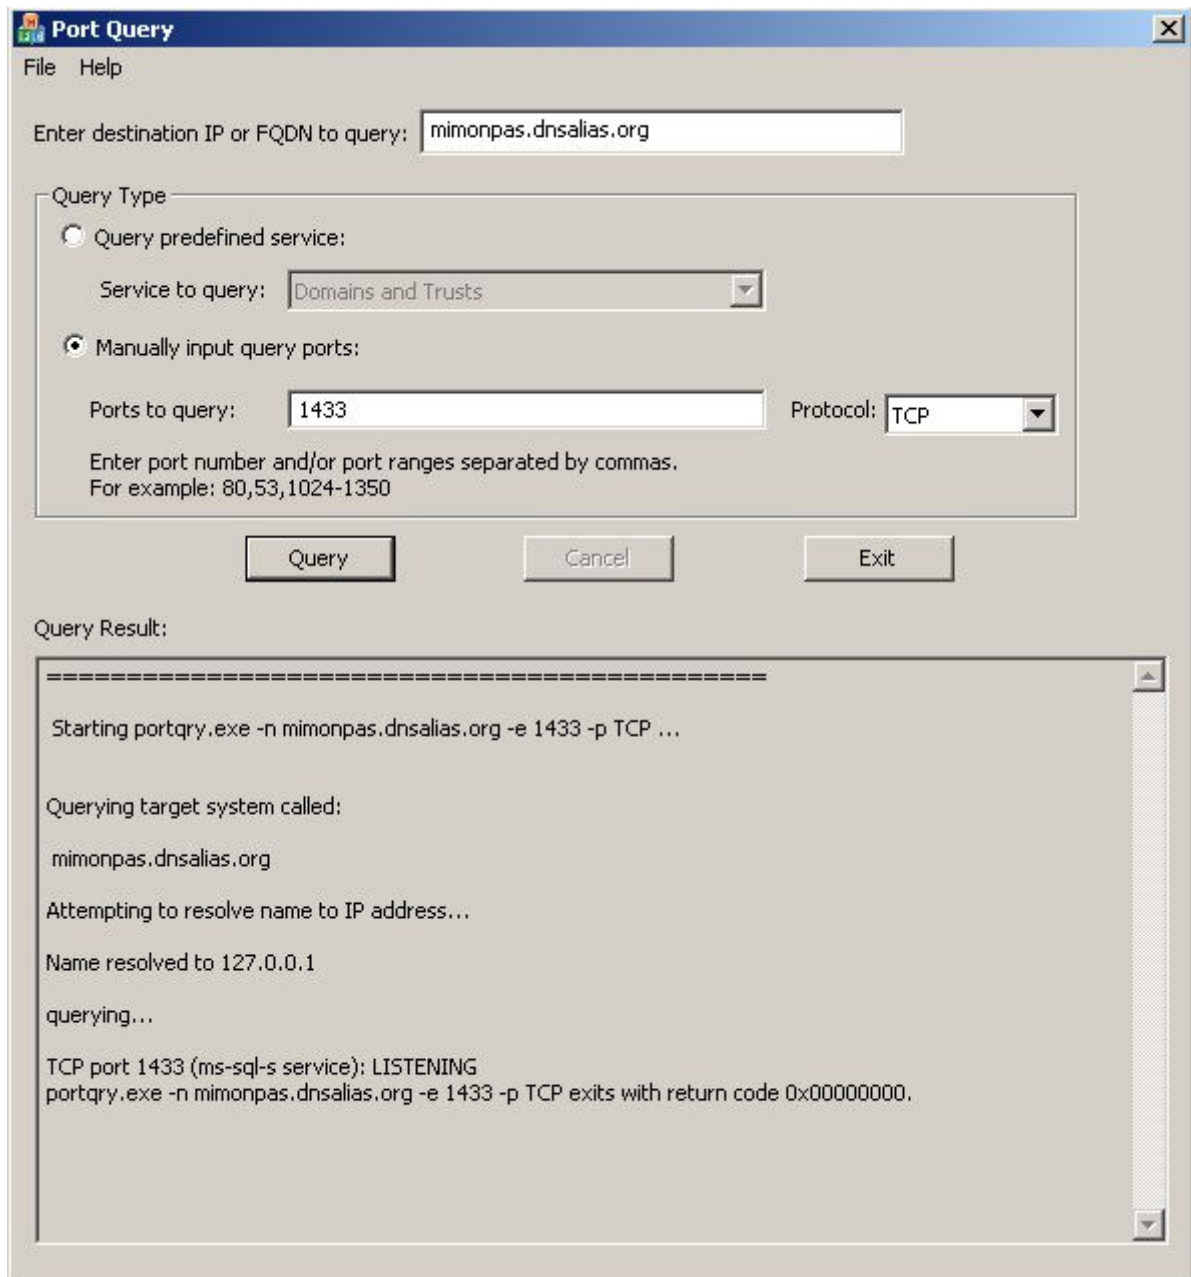 Port Query
File Help
Enter destination IP or FQDN to query: mimonpas.dnsalias.org
Query Type
Query predefined service:
Service to query: Domains and Trusts
Manually input query ports:
Ports to query: 1433 Protocol: TCP
Enter port number and/or port ranges separated by commas.
For example: 80,53,1024-1350
Query Cancel Exit
Query Result:
=============================================
Starting portqry.exe -n mimonpas.dnsalias.org -e 1433 -p TCP ...
Querying target system called:
mimonpas.dnsalias.org
Attempting to resolve name to IP address...
Name resolved to 127.0.0.1
querying...
TCP port 1433 (ms-sql-s service): LISTENING
portqry.exe -n mimonpas.dnsalias.org -e 1433 -p TCP exits with return code 0x00000000.